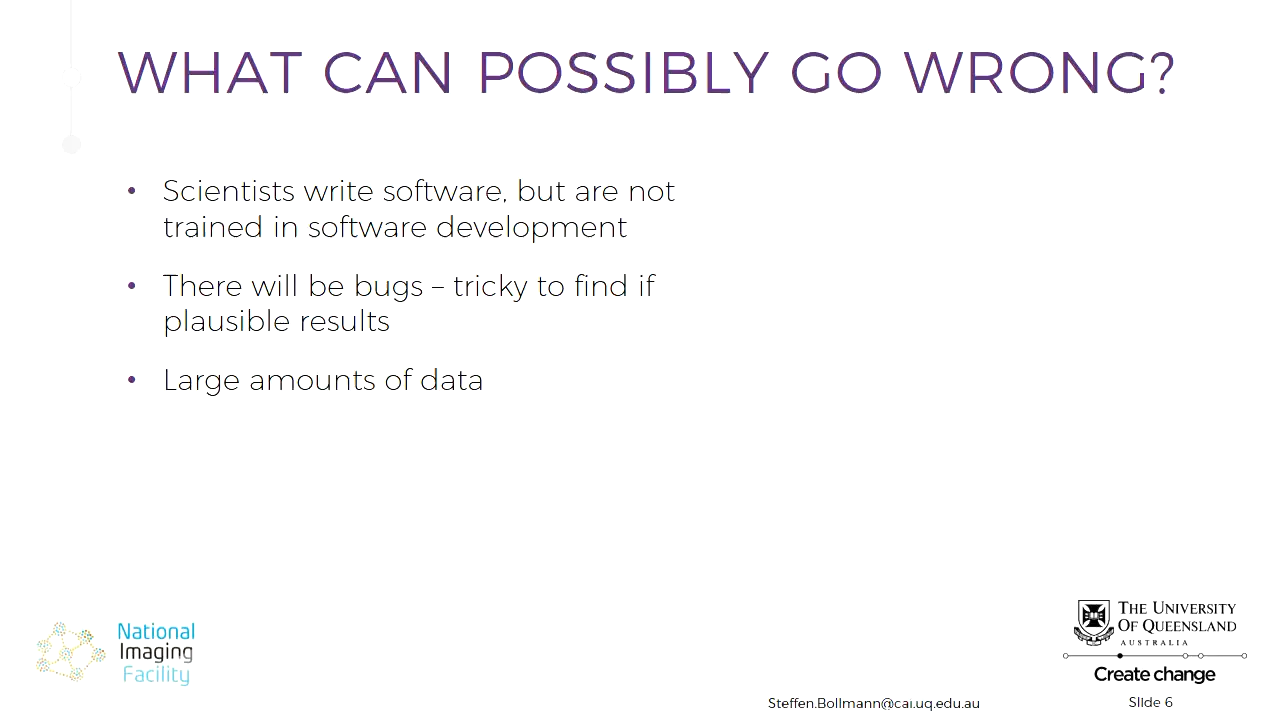 WHAT CAN POSSIBLY GO WRONG?
• Scientists write software, but are not
trained in software development
• There will be bugs – tricky to find if
plausible results
• Large amounts of data
National
Imaging
Facility
THE UNIVERSITY
OF QUEENSLAND
AUSTRALIA
Create change
Steffen.Bollmann@cai.uq.edu.au
Slide 6